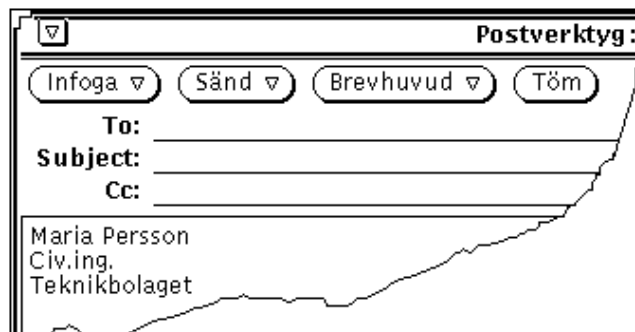 Postverktyg:
Infoga Sänd Brevhuvud Töm
To:
Subject:
Cc:
Maria Persson
Civ.ing.
Teknikbolaget